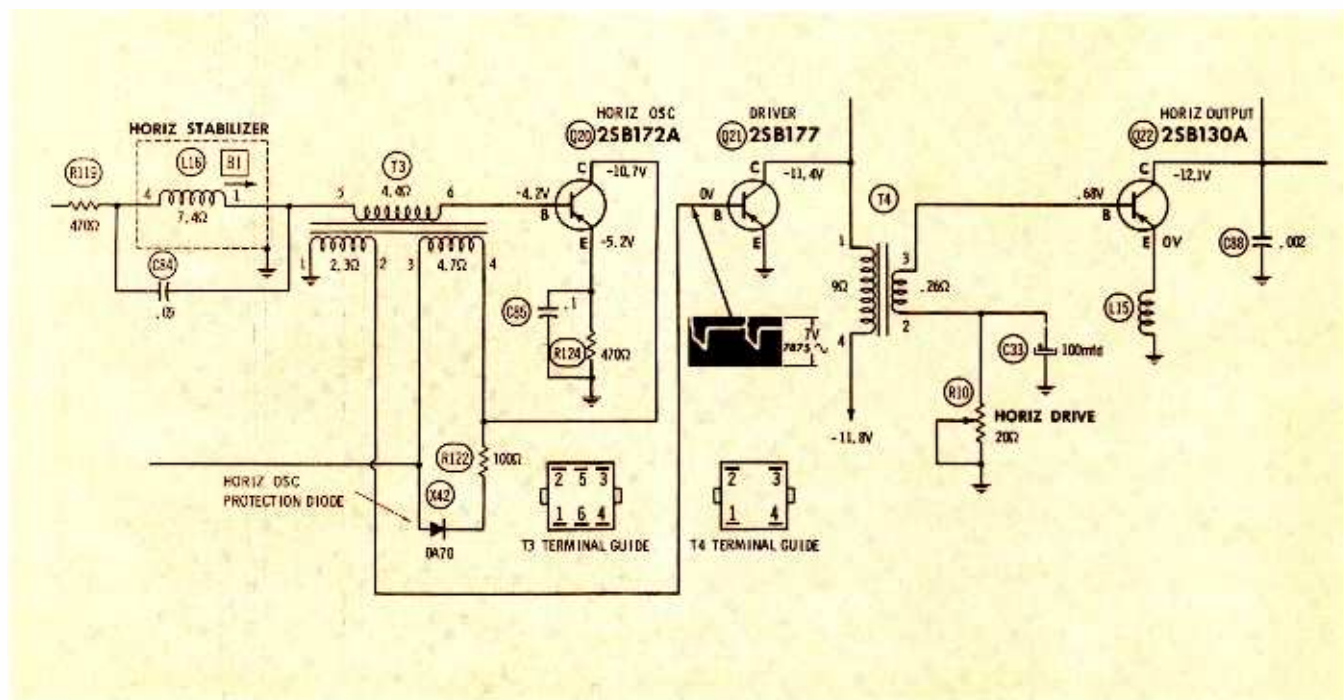 HORIZ STABILIZER
R119
470Ω
4
L16
B1
1
7.4Ω
C84
.05
T3
5
4.4Ω
6
1
2.3Ω
2
3
4.7Ω
4
HORIZ OSC
Q20 2SB172A
C
-10.7V
-4.2V
B
E
-5.2V
C85
.1
R124
470Ω
R122
100Ω
HORIZ OSC
PROTECTION DIODE
X42
OA70
2 5 3
1 6 4
T3 TERMINAL GUIDE
DRIVER
Q21 2SB177
C
-11.4V
0V
B
E
7V
7875 ~
T4
1
9Ω
4
3
.26Ω
2
-11.8V
2 3
1 4
T4 TERMINAL GUIDE
HORIZ OUTPUT
Q22 2SB130A
C
-12.1V
.68V
B
E
0V
C88
.002
L15
C33
100mfd
R10
HORIZ DRIVE
20Ω